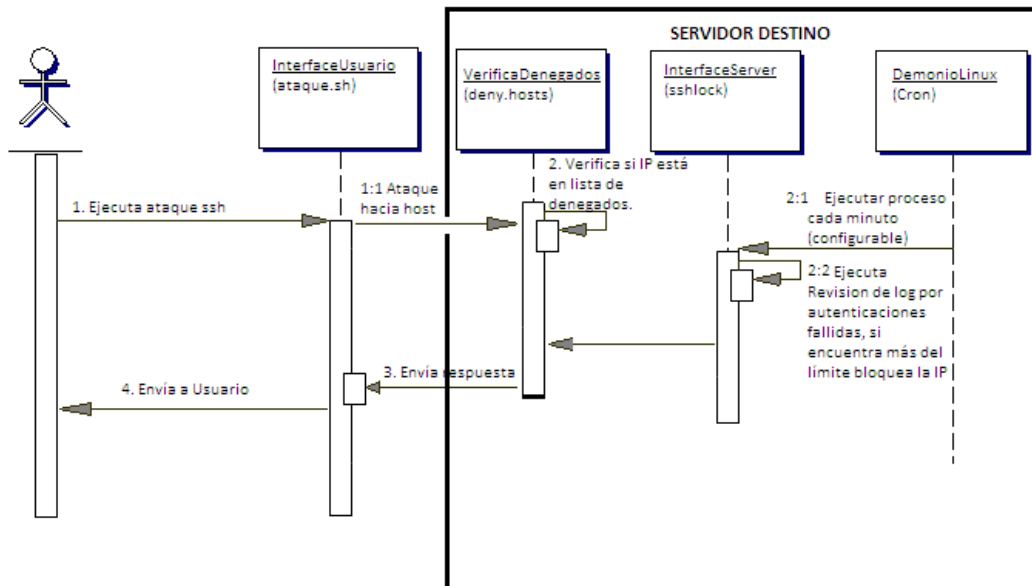 SERVIDOR DESTINO
InterfaceUsuario
(ataque.sh)
VerificaDenegados
(deny.hosts)
InterfaceServer
(sshlock)
DemonioLinux
(Cron)
1. Ejecuta ataque ssh
1:1 Ataque
hacia host
2. Verifica si IP está
en lista de
denegados.
2:1 Ejecutar proceso
cada minuto
(configurable)
2:2 Ejecuta
Revision de log por
autenticaciones
fallidas, si
encuentra más del
limite bloquea la IP
3. Envía respuesta
4. Envía a Usuario